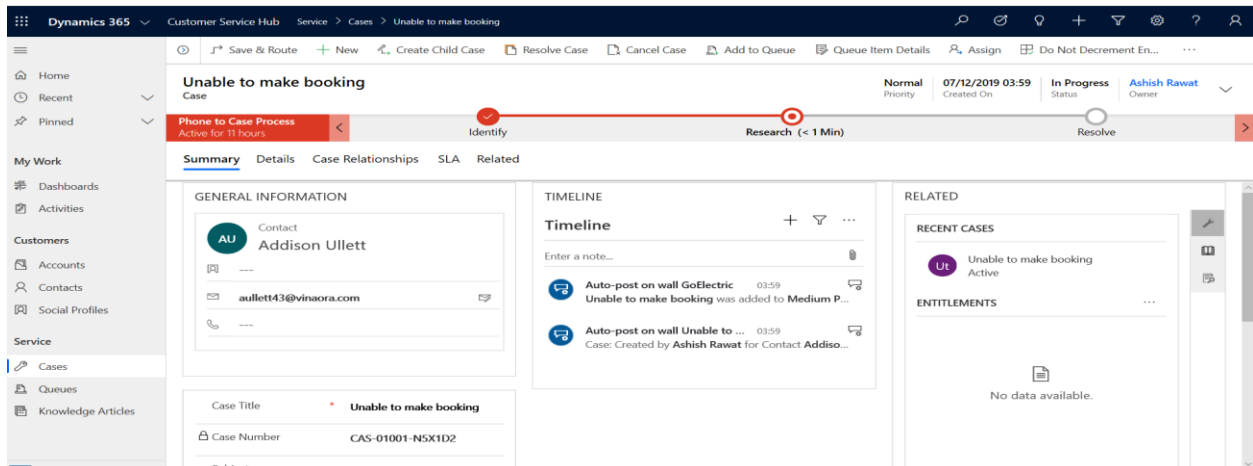 Dynamics 365 Customer Service Hub Service > Cases > Unable to make booking
Save & Route New Create Child Case Resolve Case Cancel Case Add to Queue Queue Item Details Assign Do Not Decrement En... ...
Home
Recent
Pinned
My Work
Dashboards
Activities
Customers
Accounts
Contacts
Social Profiles
Service
Cases
Queues
Knowledge Articles
Unable to make booking
Case
Normal
Priority
07/12/2019 03:59
Created On
In Progress
Status
Ashish Rawat
Owner
Phone to Case Process
Active for 11 hours
Identify
Research (< 1 Min)
Resolve
Summary Details Case Relationships SLA Related
GENERAL INFORMATION
AU
Contact
Addison Ullett
---
aullett43@vinaora.com
---
Case Title * Unable to make booking
Case Number CAS-01001-N5X1D2
TIMELINE
Timeline
Enter a note...
Auto-post on wall GoElectric 03:59
Unable to make booking was added to Medium P...
Auto-post on wall Unable to ... 03:59
Case: Created by Ashish Rawat for Contact Addiso...
RELATED
RECENT CASES
Ut
Unable to make booking
Active
ENTITLEMENTS ...
No data available.